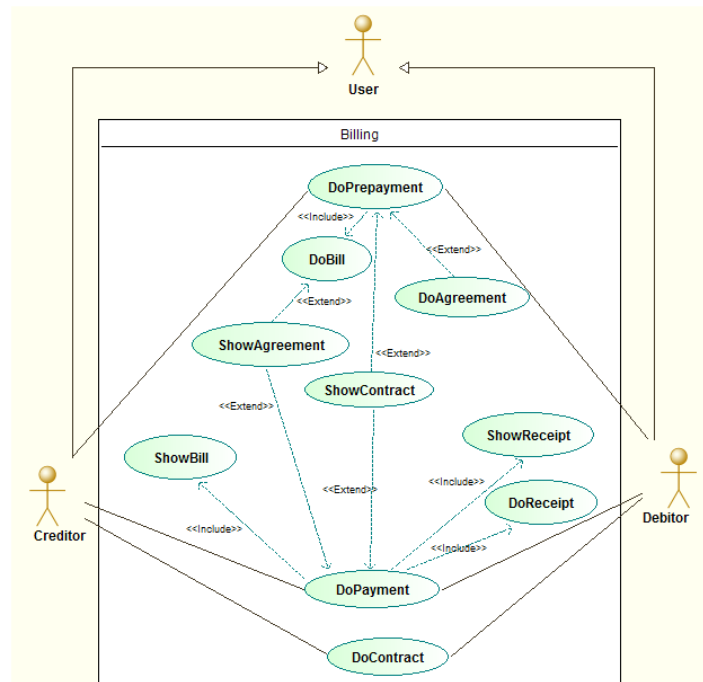 User
Billing
DoPrepayment
<<Include>>
<<Extend>>
DoBill
DoAgreement
<<Extend>>
ShowAgreement
<<Extend>>
ShowContract
<<Extend>>
ShowReceipt
ShowBill
<<Extend>>
<<Include>>
DoReceipt
Creditor
Debitor
<<Include>>
<<Include>>
DoPayment
DoContract